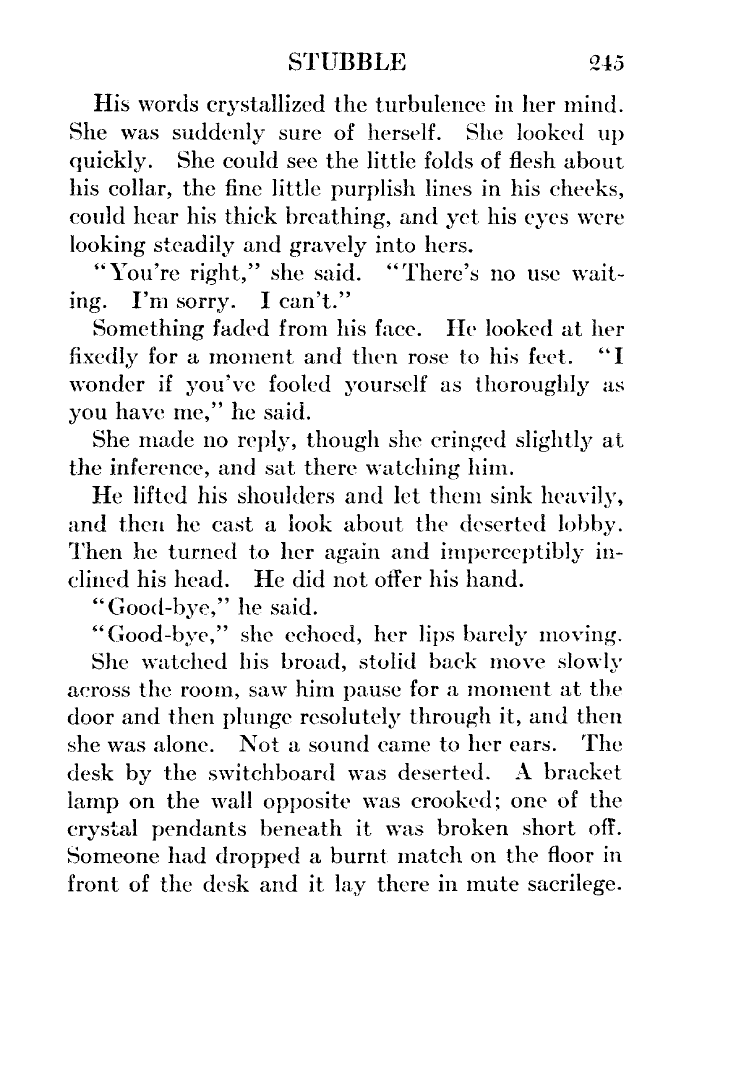 STUBBLE 245
His words crystallized the turbulence in her mind.
She was suddenly sure of herself. She looked up
quickly. She could see the little folds of flesh about
his collar, the fine little purplish lines in his cheeks,
could hear his thick breathing, and yet his eyes were
looking steadily and gravely into hers.
"You're right," she said. "There's no use wait-
ing. I'm sorry. I can't."
Something faded from his face. He looked at her
fixedly for a moment and then rose to his feet. "I
wonder if you've fooled yourself as thoroughly as
you have me," he said.
She made no reply, though she cringed slightly at
the inference, and sat there watching him.
He lifted his shoulders and let them sink heavily,
and then he cast a look about the deserted lobby.
Then he turned to her again and imperceptibly in-
clined his head. He did not offer his hand.
"Good-bye," he said.
"Good-bye," she echoed, her lips barely moving.
She watched his broad, stolid back move slowly
across the room, saw him pause for a moment at the
door and then plunge resolutely through it, and then
she was alone. Not a sound came to her ears. The
desk by the switchboard was deserted. A bracket
lamp on the wall opposite was crooked; one of the
crystal pendants beneath it was broken short off.
Someone had dropped a burnt match on the floor in
front of the desk and it lay there in mute sacrilege.